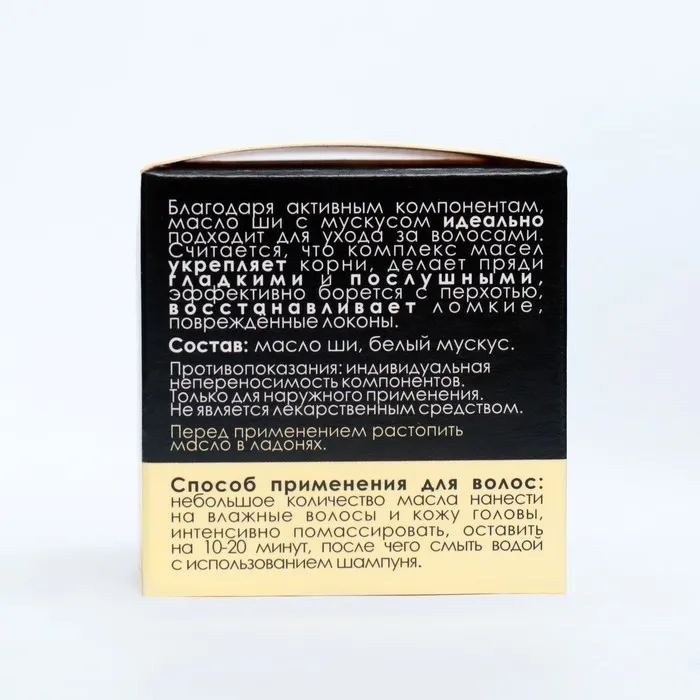 Благодаря активным компонентам,
масло ши с мускусом идеально
подходит для ухода за волосами.
Считается, что комплекс масел
укрепляет корни, делает пряди
гладкими и послушными,
эффективно борется с перхотью,
восстанавливает ломкие,
повреждённые локоны.
Состав: масло ши, белый мускус.
Противопоказания: индивидуальная
непереносимость компонентов.
Только для наружного применения.
Не является лекарственным средством.
Перед применением растопить
масло в ладонях.
Способ применения для волос:
небольшое количество масла нанести
на влажные волосы и кожу головы,
интенсивно помассировать, оставить
на 10-20 минут, после чего смыть водой
с использованием шампуня.